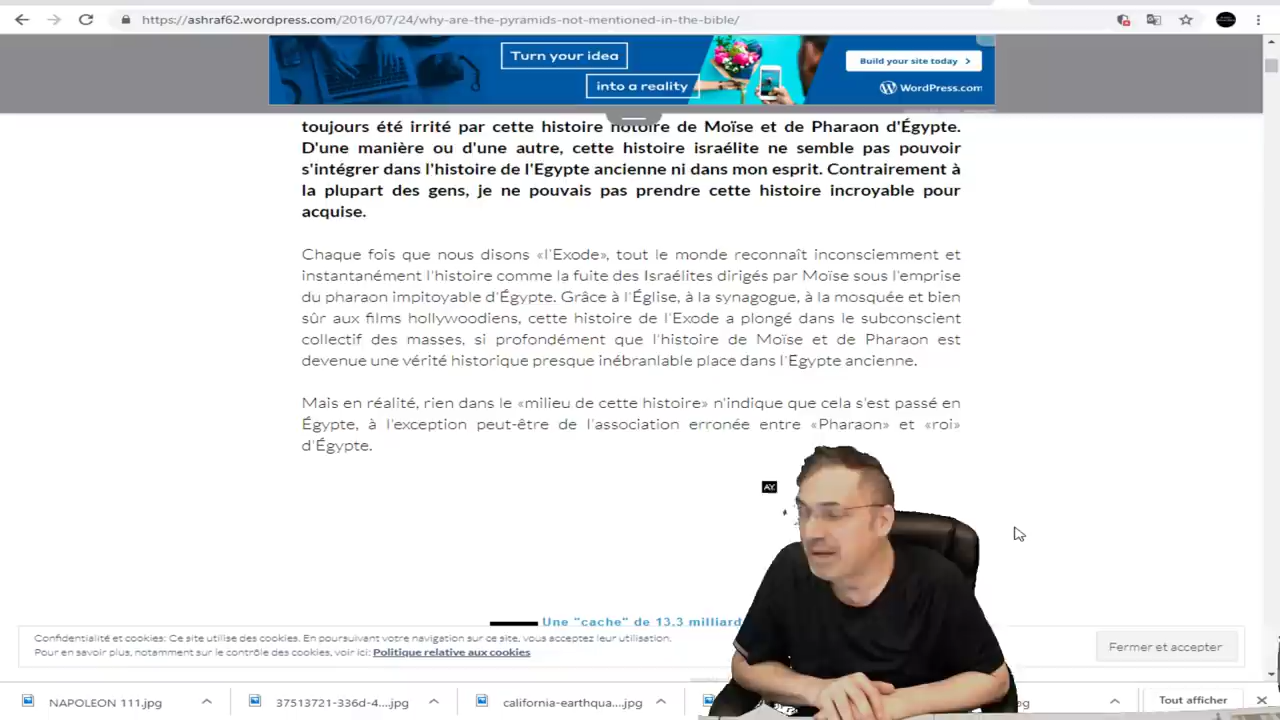 https://ashraf62.wordpress.com/2016/07/24/why-are-the-pyramids-not-mentioned-in-the-bible/
Turn your idea
into a reality
Build your site today >
WordPress.com
toujours été irrité par cette histoire notoire de Moïse et de Pharaon d'Égypte.
D'une manière ou d'une autre, cette histoire israélite ne semble pas pouvoir
s'intégrer dans l'histoire de l'Egypte ancienne ni dans mon esprit. Contrairement à
la plupart des gens, je ne pouvais pas prendre cette histoire incroyable pour
acquise.
Chaque fois que nous disons «l'Exode», tout le monde reconnaît inconsciemment et
instantanément l'histoire comme la fuite des Israélites dirigés par Moïse sous l'emprise
du pharaon impitoyable d'Égypte. Grâce à l'Église, à la synagogue, à la mosquée et bien
sûr aux films hollywoodiens, cette histoire de l'Exode a plongé dans le subconscient
collectif des masses, si profondément que l'histoire de Moïse et de Pharaon est
devenue une vérité historique presque inébranlable place dans l'Egypte ancienne.
Mais en réalité, rien dans le «milieu de cette histoire» n'indique que cela s'est passé en
Égypte, à l'exception peut-être de l'association erronée entre «Pharaon» et «roi»
d'Égypte.
AY
Une "cache" de 13.3 milliard
Confidentialité et cookies: Ce site utilise des cookies. En poursuivant votre navigation sur ce site, vous acceptez leur utilisation.
Pour en savoir plus, notamment sur le contrôle des cookies, voir ici: Politique relative aux cookies
Fermer et accepter
NAPOLEON 111.jpg
37513721-336d-4....jpg
california-earthqua....jpg
Tout afficher